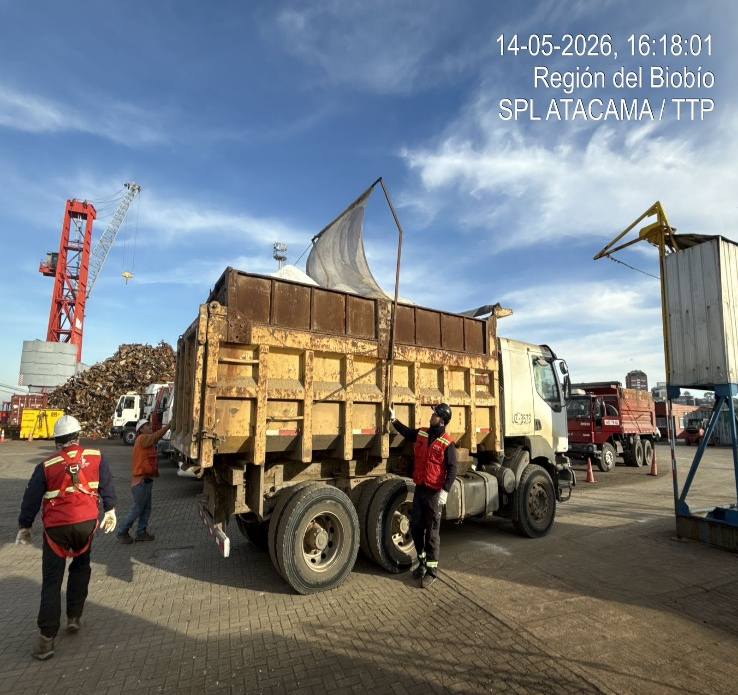 14-05-2026, 16:18:01
Región del Biobío
SPL ATACAMA / TTP